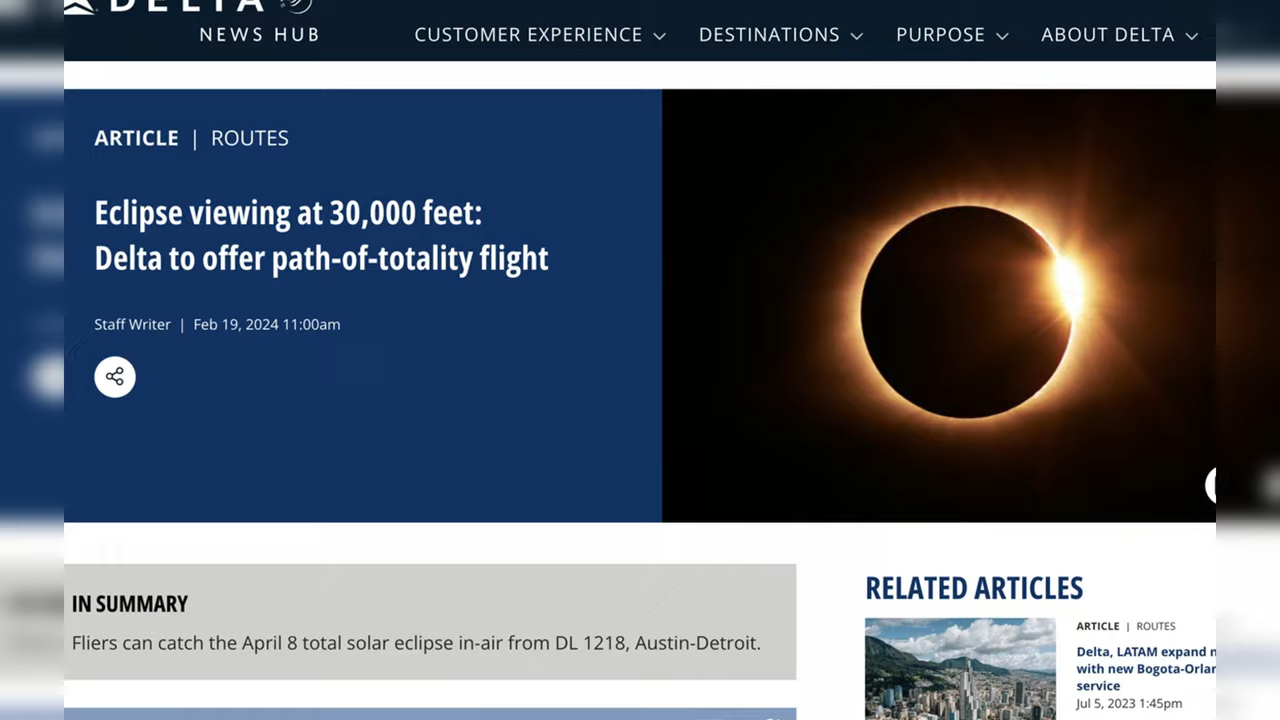 DELTA
NEWS HUB
CUSTOMER EXPERIENCE
DESTINATIONS
PURPOSE
ABOUT DELTA
ARTICLE | ROUTES
Eclipse viewing at 30,000 feet:
Delta to offer path-of-totality flight
Staff Writer | Feb 19, 2024 11:00am
IN SUMMARY
Fliers can catch the April 8 total solar eclipse in-air from DL 1218, Austin-Detroit.
RELATED ARTICLES
ARTICLE | ROUTES
Delta, LATAM expand
with new Bogota-Orlan
service
Jul 5, 2023 1:45pm